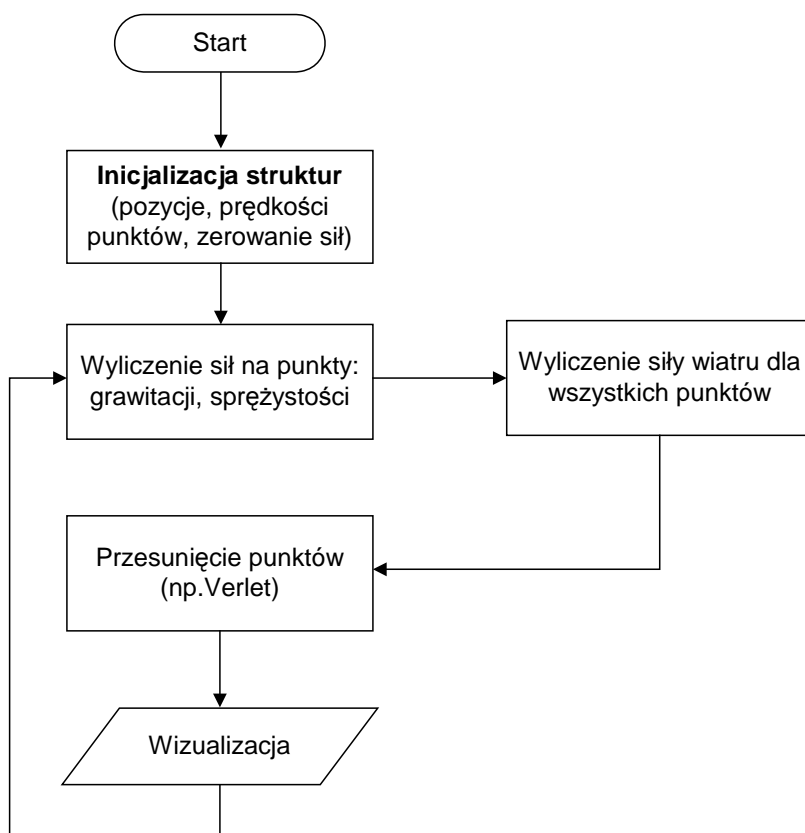 Start
Inicjalizacja struktur
(pozycje, prędkości
punktów, zerowanie sił)
Wyliczenie sił na punkty:
grawitacji, sprężystości
Wyliczenie siły wiatru dla
wszystkich punktów
Przesunięcie punktów
(np.Verlet)
Wizualizacja